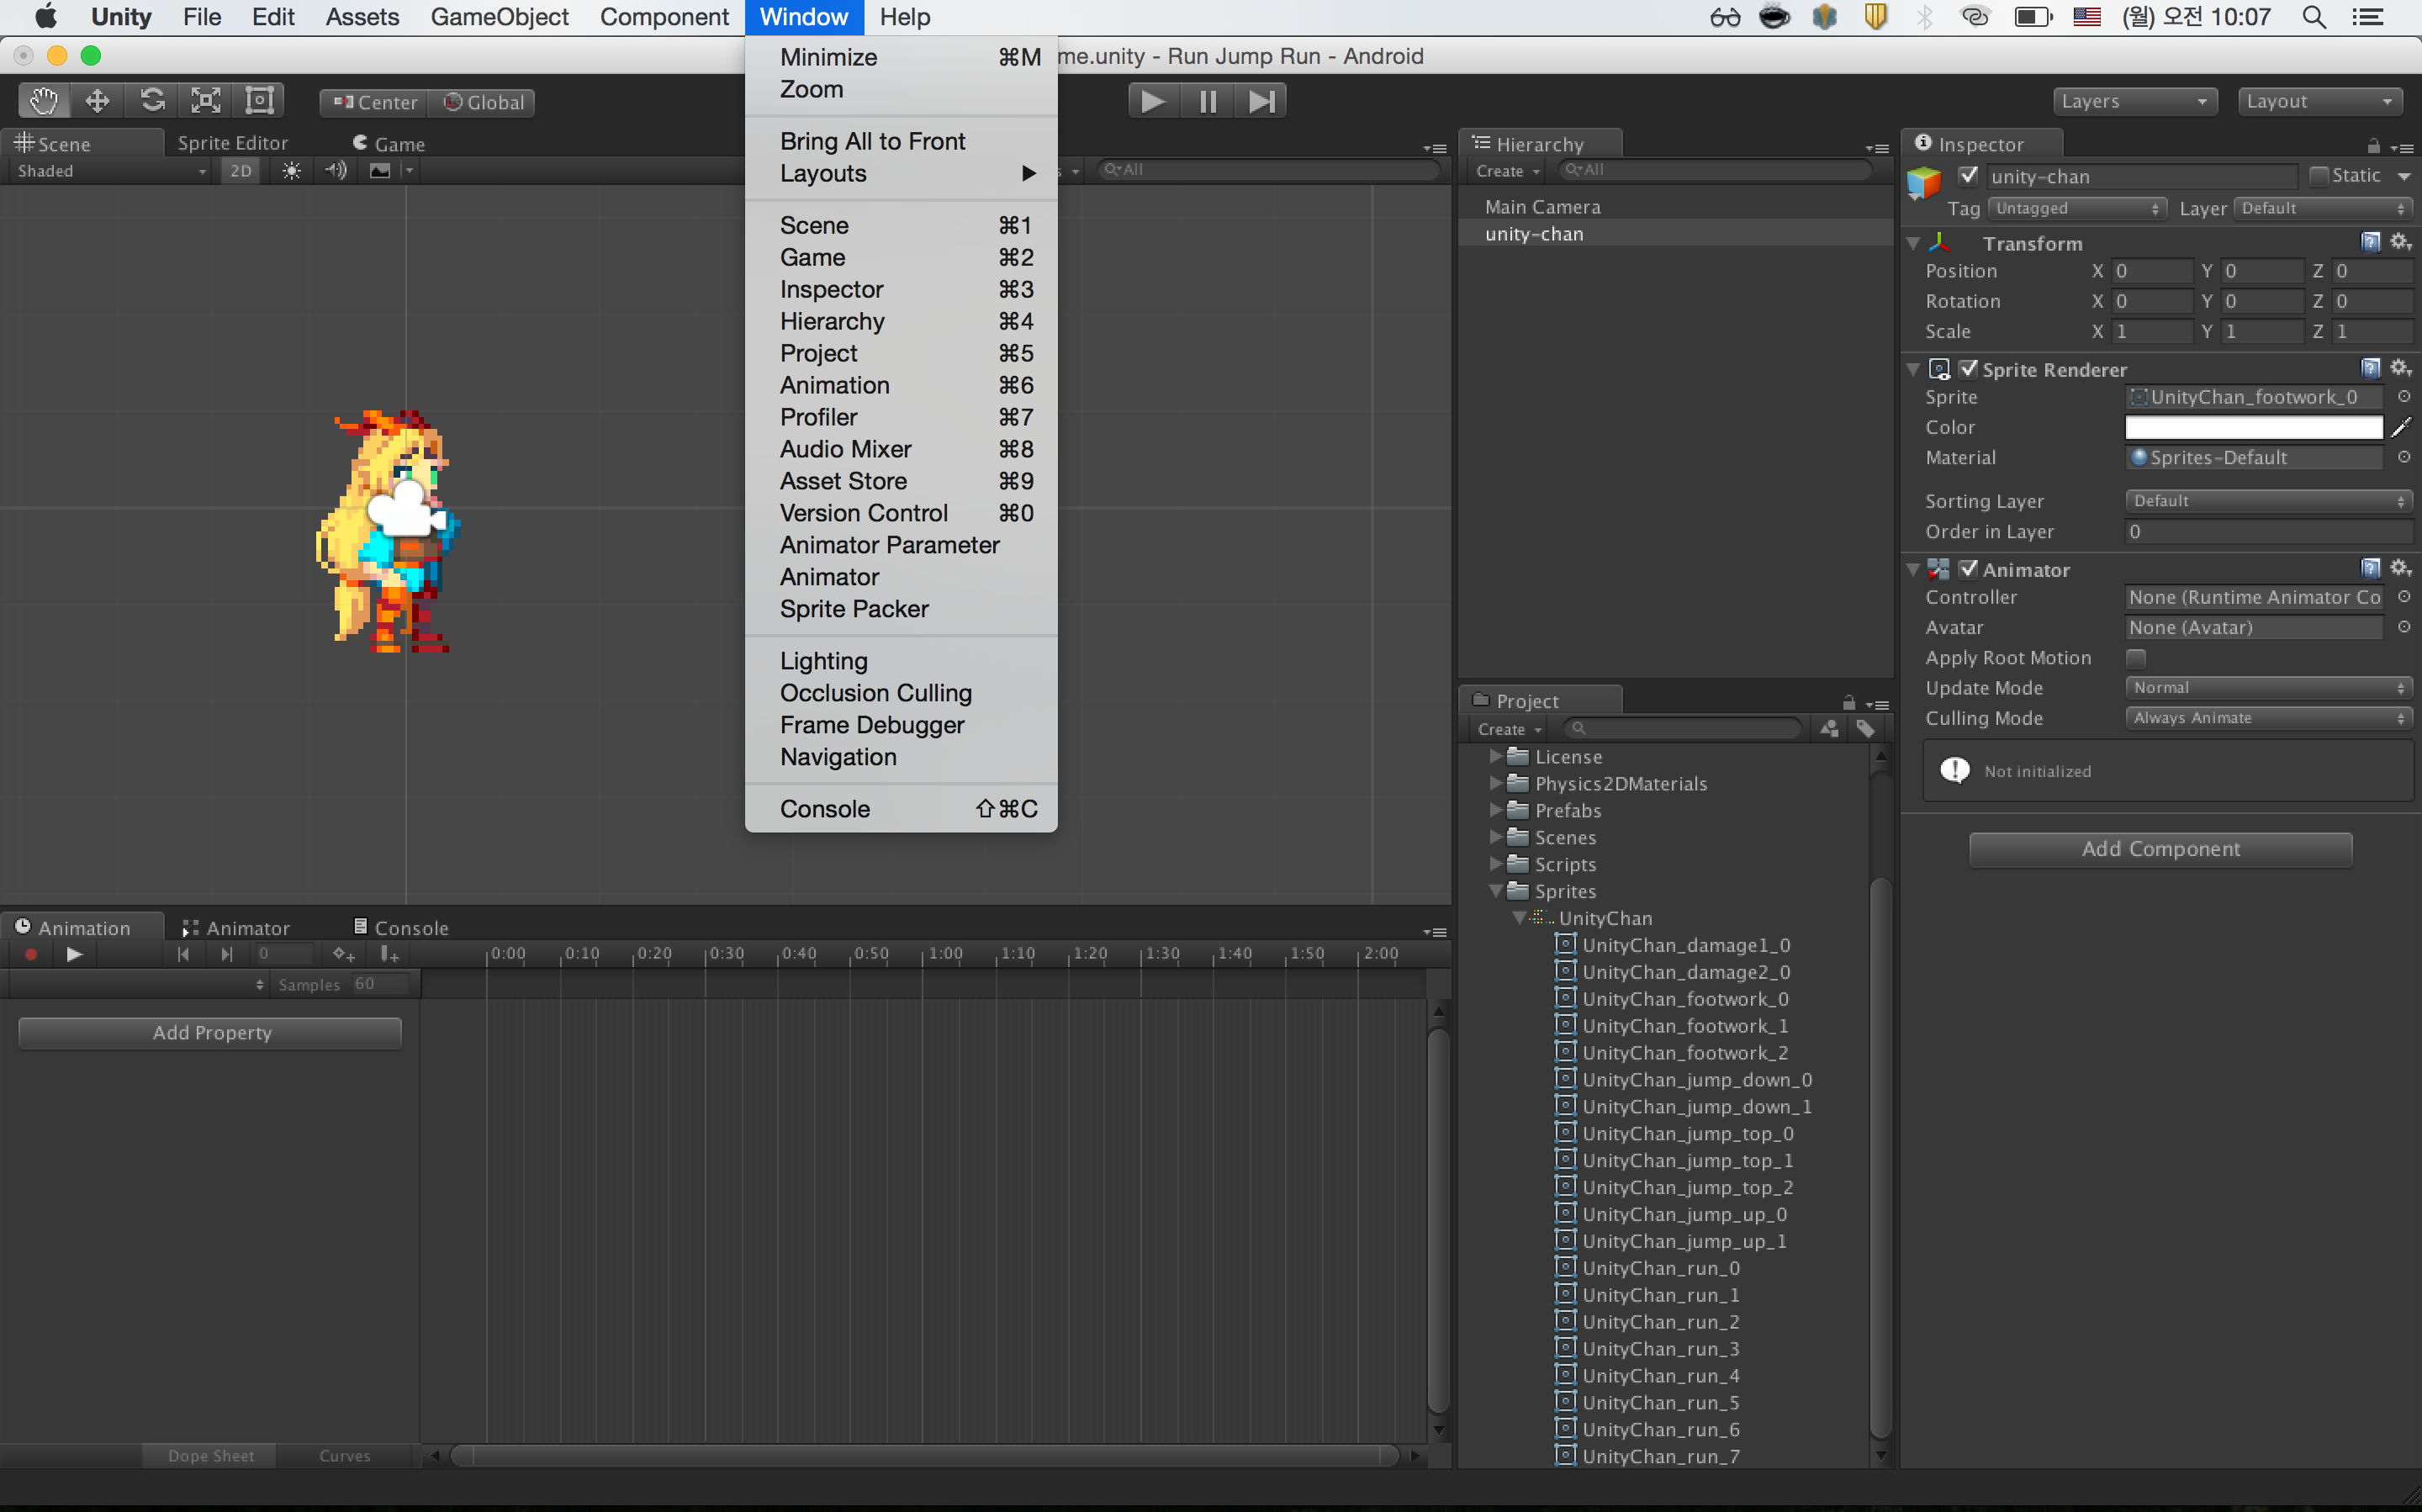 Unity File Edit Assets GameObject Component Window Help (월) 오전 10:07
me.unity - Run Jump Run - Android
Center Global Layers Layout
Minimize ⌘M
Zoom
Bring All to Front
Layouts
Scene ⌘1
Game ⌘2
Inspector ⌘3
Hierarchy ⌘4
Project ⌘5
Animation ⌘6
Profiler ⌘7
Audio Mixer ⌘8
Asset Store ⌘9
Version Control ⌘0
Animator Parameter
Animator
Sprite Packer
Lighting
Occlusion Culling
Frame Debugger
Navigation
Console ⇧⌘C
Scene Sprite Editor Game
Shaded 2D s All
Hierarchy
Create All
Main Camera
unity-chan
Project
Create
License
Physics2DMaterials
Prefabs
Scenes
Scripts
Sprites
UnityChan
UnityChan_damage1_0
UnityChan_damage2_0
UnityChan_footwork_0
UnityChan_footwork_1
UnityChan_footwork_2
UnityChan_jump_down_0
UnityChan_jump_down_1
UnityChan_jump_top_0
UnityChan_jump_top_1
UnityChan_jump_top_2
UnityChan_jump_up_0
UnityChan_jump_up_1
UnityChan_run_0
UnityChan_run_1
UnityChan_run_2
UnityChan_run_3
UnityChan_run_4
UnityChan_run_5
UnityChan_run_6
UnityChan_run_7
Inspector
unity-chan Static
Tag Untagged Layer Default
Transform
Position X 0 Y 0 Z 0
Rotation X 0 Y 0 Z 0
Scale X 1 Y 1 Z 1
Sprite Renderer
Sprite UnityChan_footwork_0
Color
Material Sprites-Default
Sorting Layer Default
Order in Layer 0
Animator
Controller None (Runtime Animator Co
Avatar None (Avatar)
Apply Root Motion
Update Mode Normal
Culling Mode Always Animate
Not initialized
Add Component
Animation Animator Console
0 0:00 0:10 0:20 0:30 0:40 0:50 1:00 1:10 1:20 1:30 1:40 1:50 2:00
Samples 60
Add Property
Dope Sheet Curves